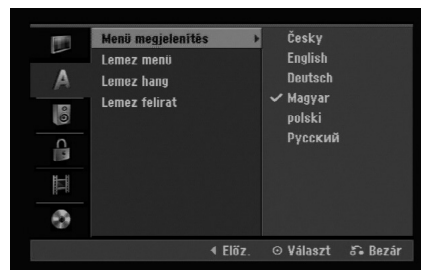 Menü megjelenítés
Lemez menü
Lemez hang
Lemez felirat
Česky
English
Deutsch
Magyar
polski
Русский
Előz. Választ Bezár